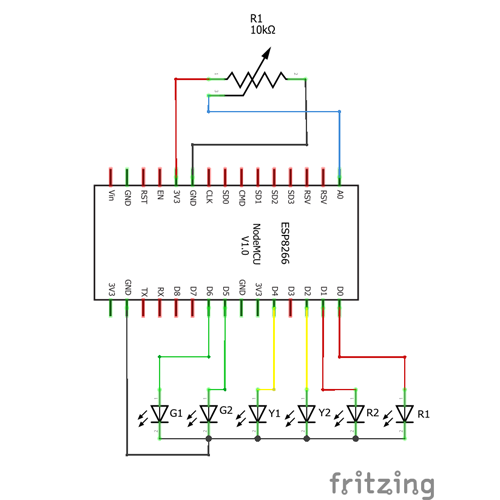 R1
10kΩ
Vin GND RST EN 3V3 GND CLK SD0 CMD SD1 SD2 SD3 RSV RSV A0
ESP8266
NodeMCU
V1.0
3V3 GND TX RX D8 D7 D6 D5 GND 3V3 D4 D3 D2 D1 D0
G1 G2 Y1 Y2 R2 R1
fritzing